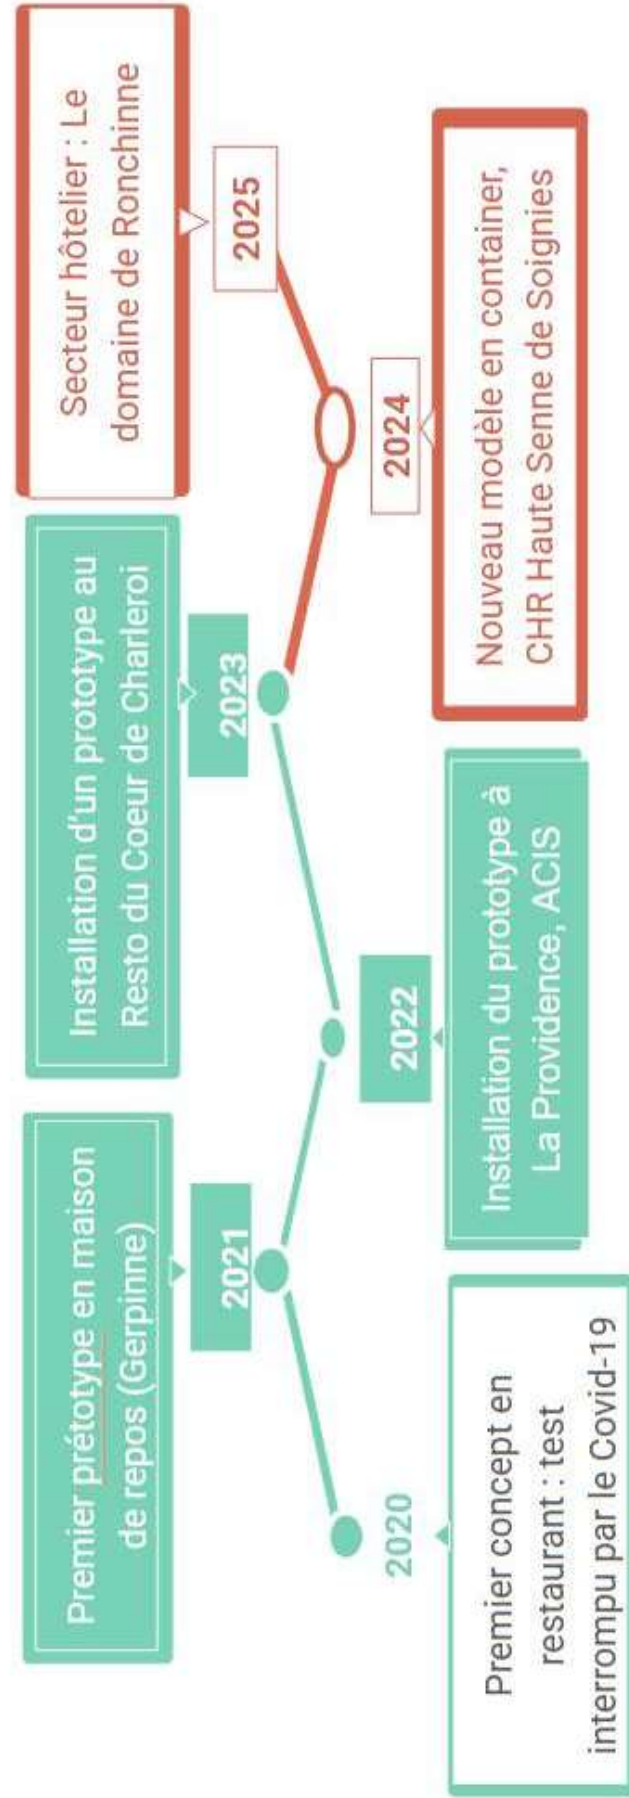 2020
Premier concept en
restaurant : test
interrompu par le Covid-19
Premier prétotype en maison
de repos (Gerpinne)
2021
2022
Installation du prototype à
La Providence, ACIS
Installation d'un prototype au
Resto du Coeur de Charleroi
2023
2024
Nouveau modèle en container,
CHR Haute Senne de Soignies
Secteur hôtelier : Le
domaine de Ronchinne
2025